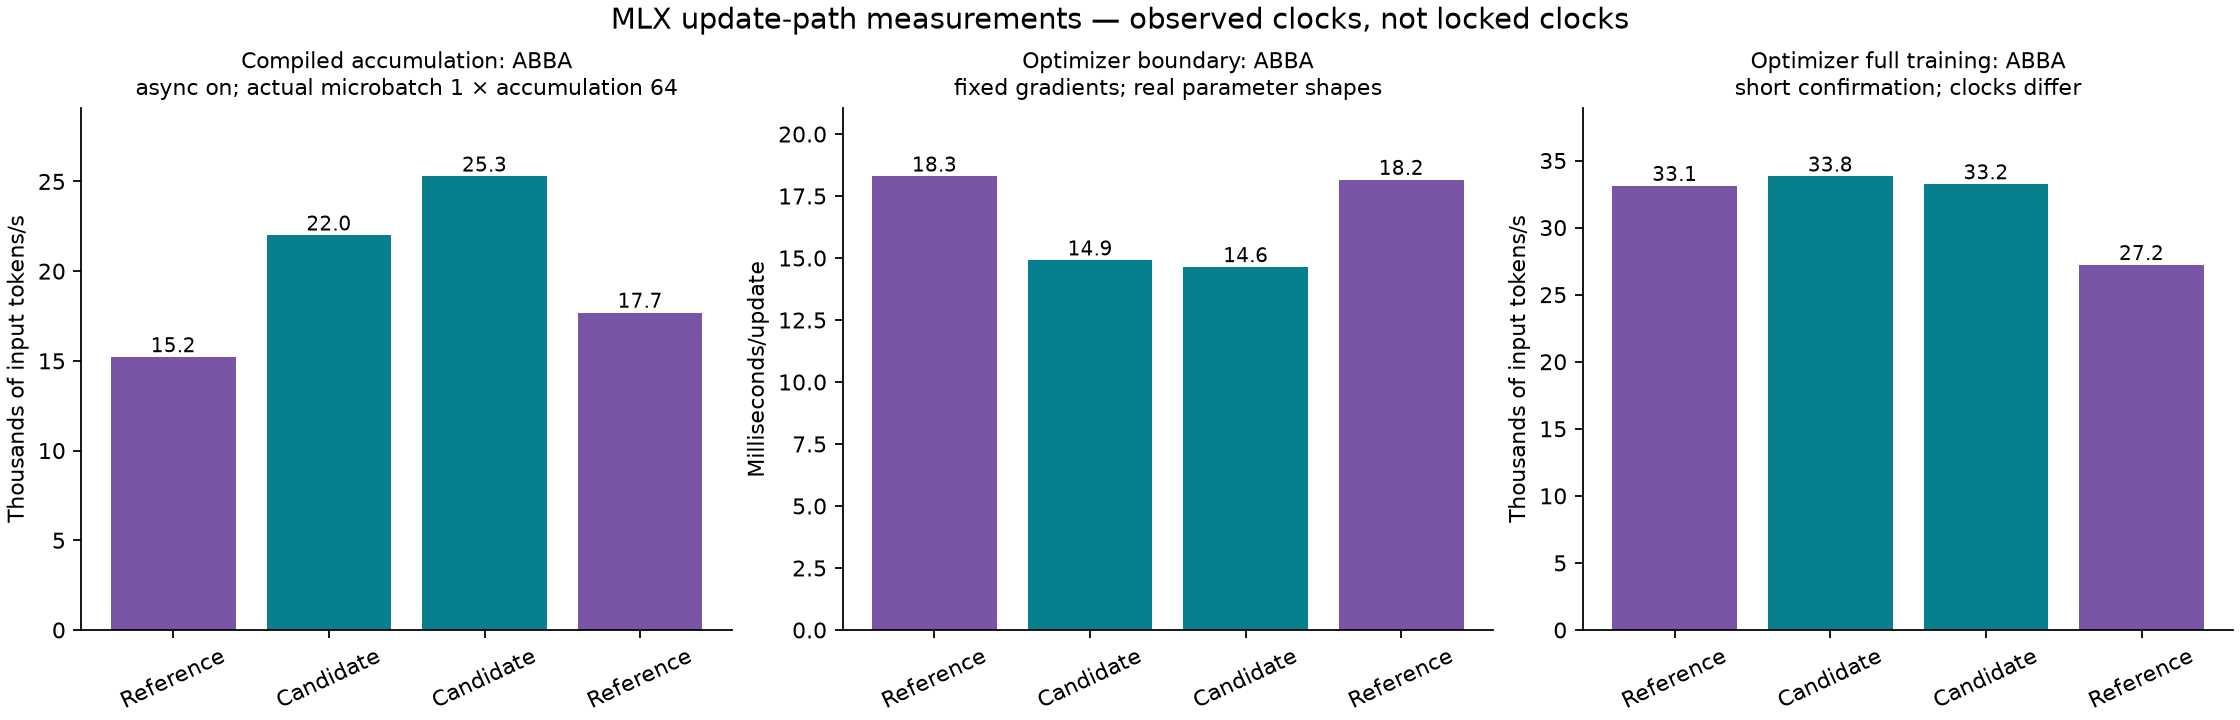 MLX update-path measurements — observed clocks, not locked clocks
Compiled accumulation: ABBA
async on; actual microbatch 1 × accumulation 64
Thousands of input tokens/s
25
20
15
10
5
0
15.2
22.0
25.3
17.7
Reference
Candidate
Candidate
Reference
Optimizer boundary: ABBA
fixed gradients; real parameter shapes
Milliseconds/update
20.0
17.5
15.0
12.5
10.0
7.5
5.0
2.5
0.0
18.3
14.9
14.6
18.2
Reference
Candidate
Candidate
Reference
Optimizer full training: ABBA
short confirmation; clocks differ
Thousands of input tokens/s
35
30
25
20
15
10
5
0
33.1
33.8
33.2
27.2
Reference
Candidate
Candidate
Reference